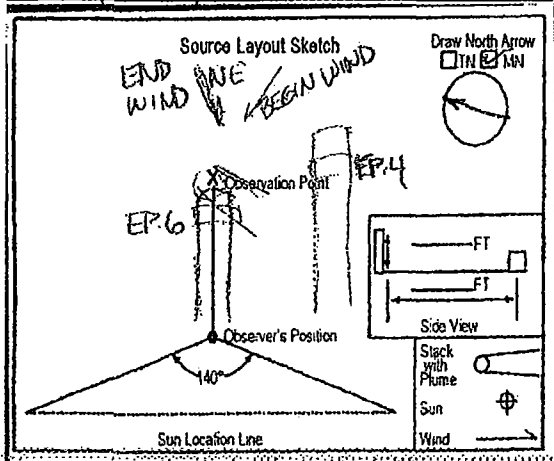 Source Layout Sketch
Draw North Arrow
TN MN
END WIND
NE
BEGIN WIND
X Observation Point
EP.4
EP.6
FT
FT
Side View
Observer's Position
140°
Sun Location Line
Stack with Plume
Sun
Wind